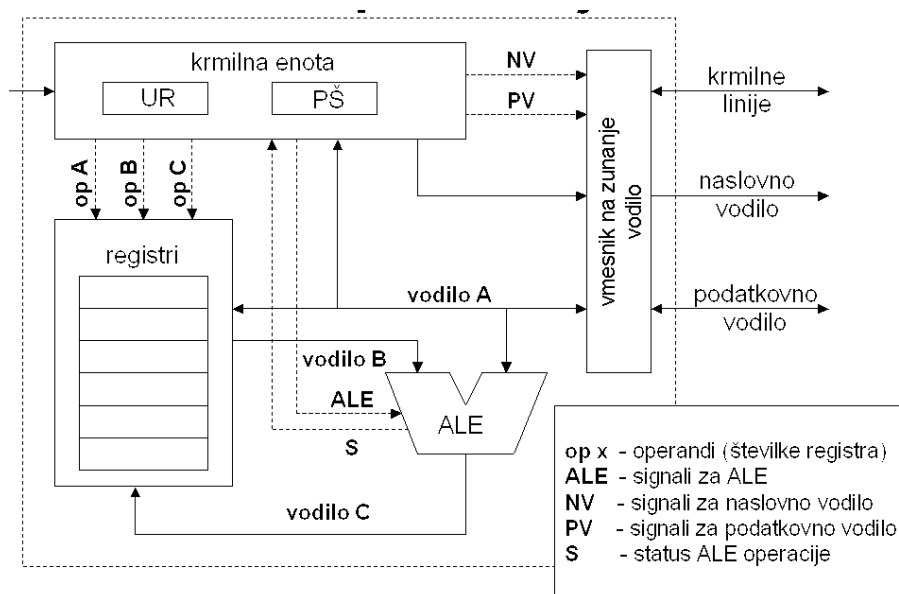 krmilna enota
UR
PŠ
NV
PV
op A
op B
op C
registri
vodilo A
vodilo B
ALE
S
ALE
vodilo C
vmesnik na zunanje
vodilo
krmilne
linije
naslovno
vodilo
podatkovno
vodilo
op x - operandi (številke registra)
ALE - signali za ALE
NV - signali za naslovno vodilo
PV - signali za podatkovno vodilo
S - status ALE operacije